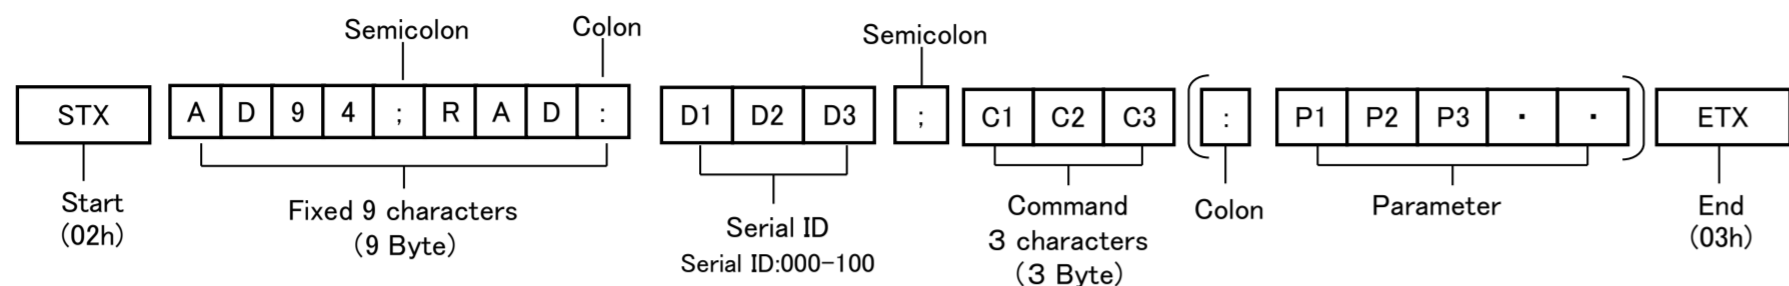 Semicolon
Colon
Semicolon
STX
A D 9 4 ; R A D :
D1 D2 D3
;
C1 C2 C3
( :
P1 P2 P3 ・ ・ )
ETX
Start
(02h)
Fixed 9 characters
(9 Byte)
Serial ID
Serial ID:000-100
Command
3 characters
(3 Byte)
Colon
Parameter
End
(03h)